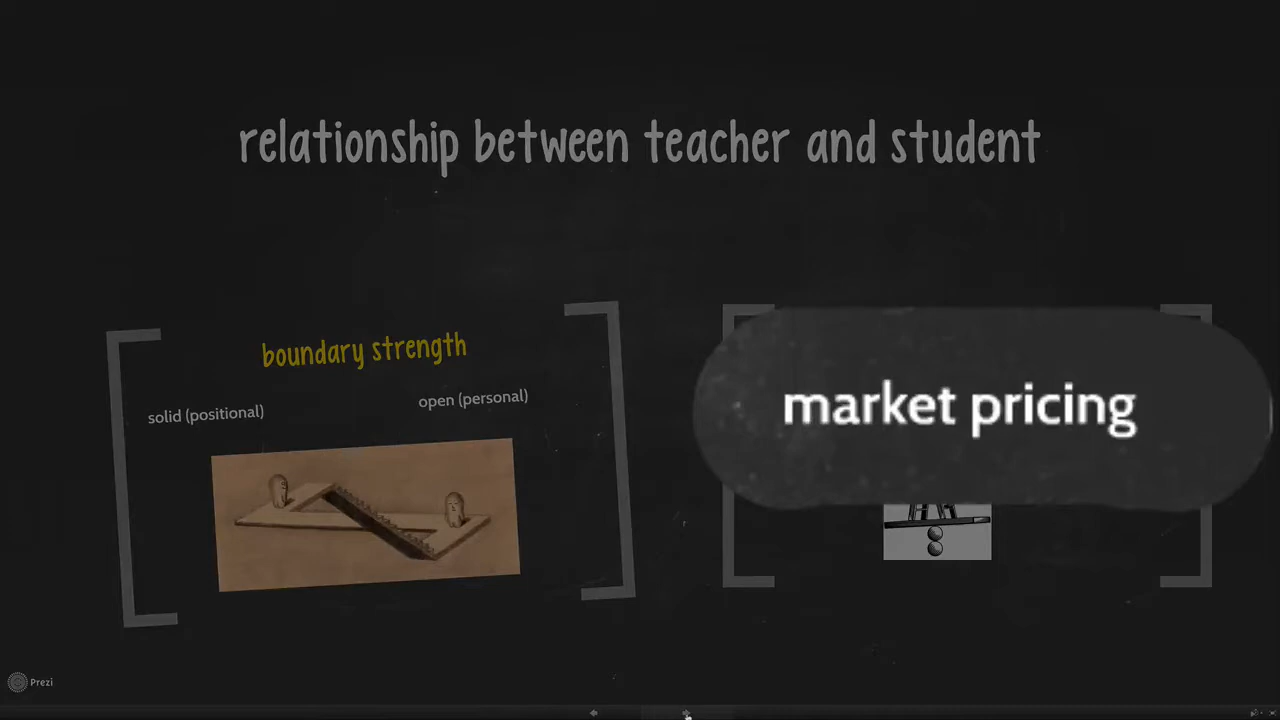 relationship between teacher and student
boundary strength
solid (positional)
open (personal)
market pricing
Prezi